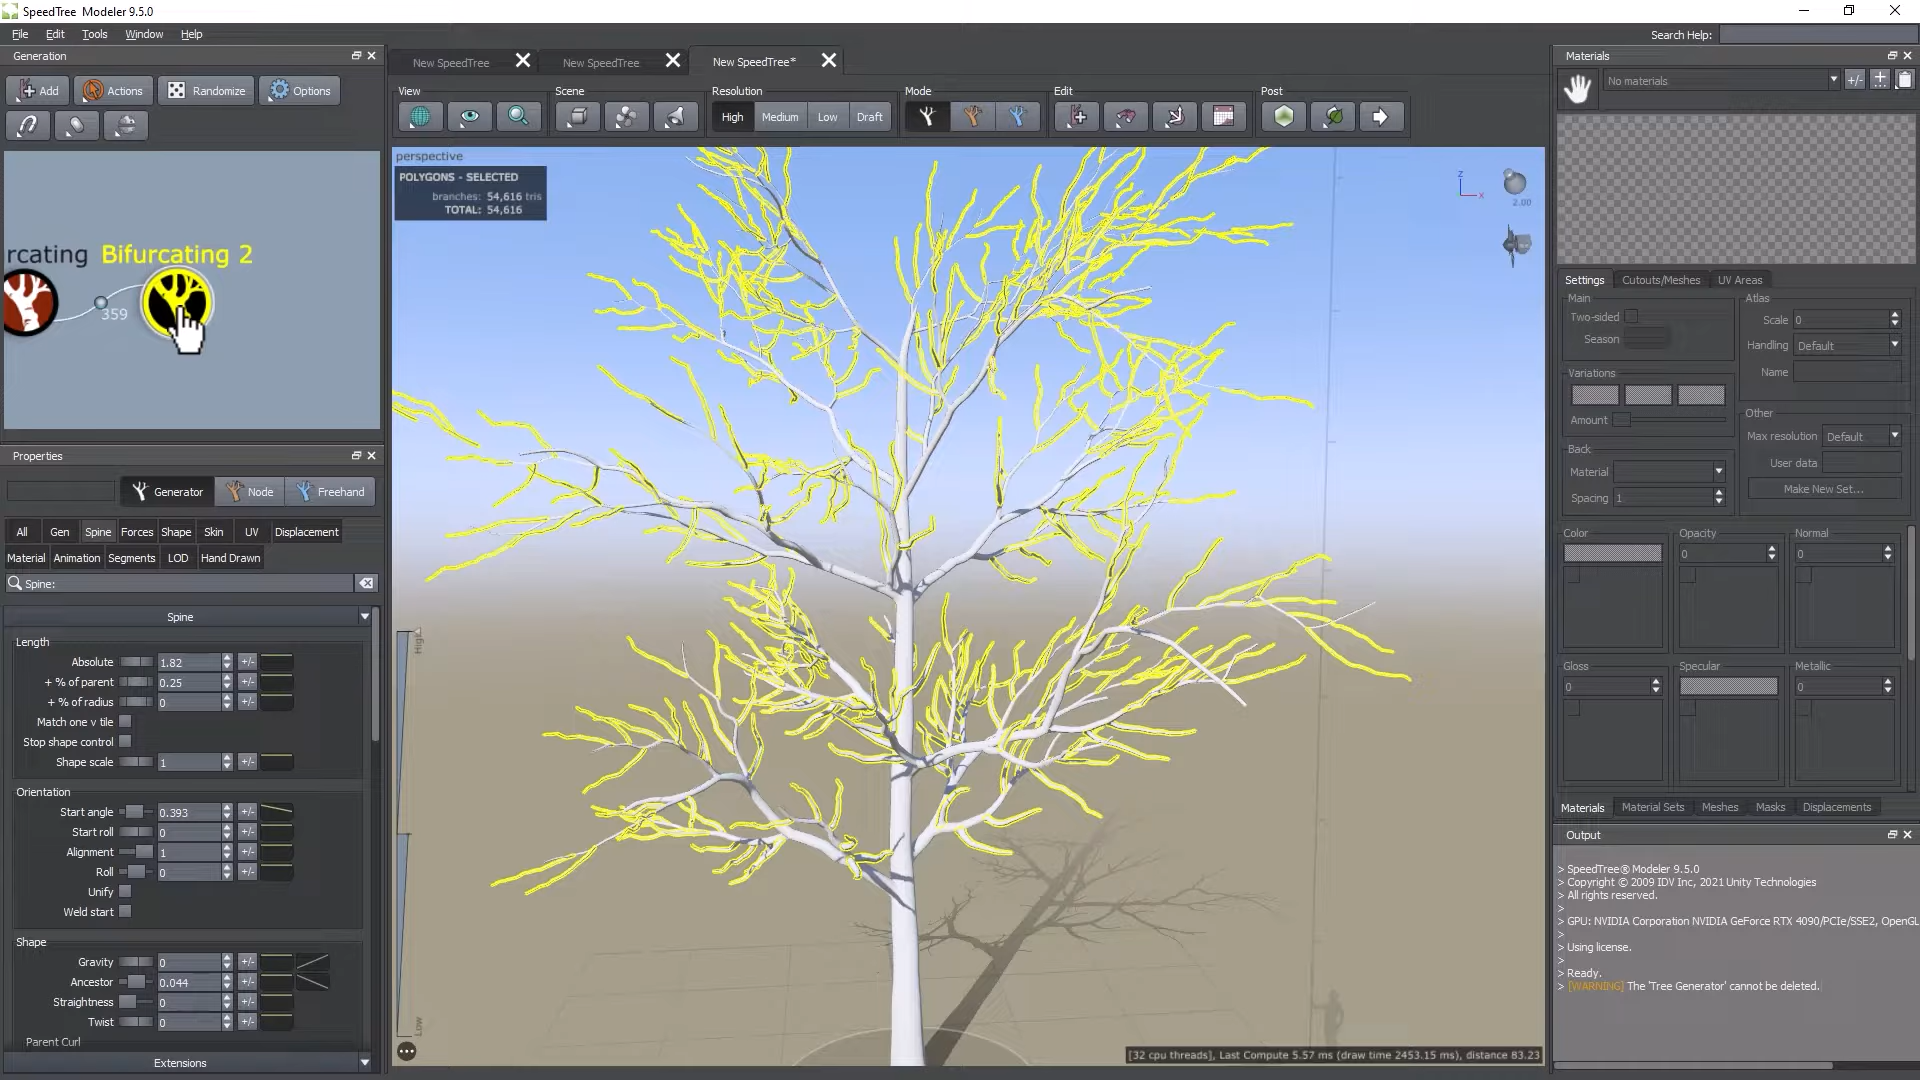 SpeedTree Modeler 9.5.0
File Edit Tools Window Help
Search Help:
Generation
Add Actions Randomize Options
rcating Bifurcating 2
359
Properties
Generator Node Freehand
All Gen Spine Forces Shape Skin UV Displacement
Material Animation Segments LOD Hand Drawn
Spine:
Spine
Length
Absolute 1.82 +/-
+ % of parent 0.25 +/-
+ % of radius 0 +/-
Match one v tile
Stop shape control
Shape scale 1 +/-
Orientation
Start angle 0.393 +/-
Start roll 0 +/-
Alignment 1 +/-
Roll 0 +/-
Unify
Weld start
Shape
Gravity 0 +/-
Ancestor 0.044 +/-
Straightness 0 +/-
Twist 0 +/-
Parent Curl
Extensions
New SpeedTree New SpeedTree New SpeedTree*
View Scene Resolution Mode Edit Post
High Medium Low Draft
perspective
POLYGONS - SELECTED
branches: 54,616 tris
TOTAL: 54,616
Z
X
2.00
High
Low
[32 cpu threads], Last Compute 5.57 ms (draw time 2453.15 ms), distance 83.23
Materials
No materials +/-
Settings Cutouts/Meshes UV Areas
Main
Two-sided
Season
Variations
Amount
Back
Material
Spacing 1
Atlas
Scale 0
Handling Default
Name
Other
Max resolution Default
User data
Make New Set...
Color Opacity Normal
0 0
Gloss Specular Metallic
0 0
Materials Material Sets Meshes Masks Displacements
Output
> SpeedTree® Modeler 9.5.0
> Copyright © 2009 IDV Inc, 2021 Unity Technologies
> All rights reserved.
>
> GPU: NVIDIA Corporation NVIDIA GeForce RTX 4090/PCIe/SSE2, OpenGL
>
> Using license.
>
> Ready.
> [WARNING] The 'Tree Generator' cannot be deleted.